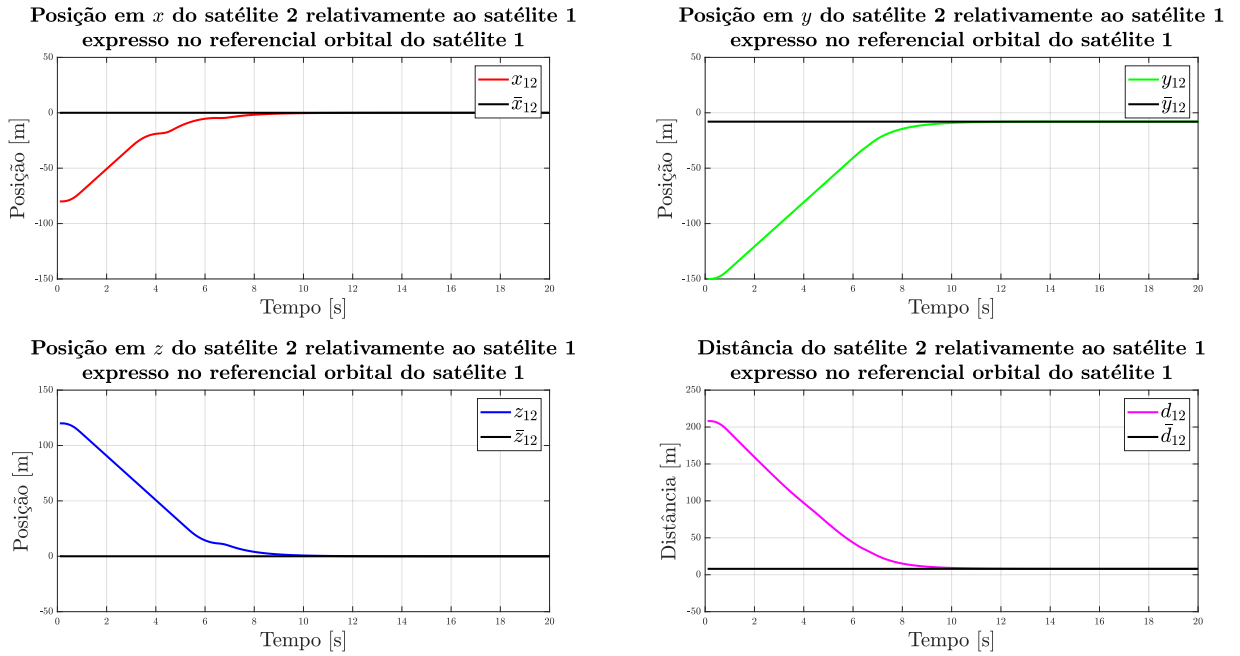 Posição em x do satélite 2 relativamente ao satélite 1
expresso no referencial orbital do satélite 1
50
0
-50
-100
-150
Posição [m]
x12
x̄12
0 2 4 6 8 10 12 14 16 18 20
Tempo [s]
Posição em y do satélite 2 relativamente ao satélite 1
expresso no referencial orbital do satélite 1
50
0
-50
-100
-150
Posição [m]
y12
ȳ12
0 2 4 6 8 10 12 14 16 18 20
Tempo [s]
Posição em z do satélite 2 relativamente ao satélite 1
expresso no referencial orbital do satélite 1
150
100
50
0
-50
Posição [m]
z12
z̄12
0 2 4 6 8 10 12 14 16 18 20
Tempo [s]
Distância do satélite 2 relativamente ao satélite 1
expresso no referencial orbital do satélite 1
250
200
150
100
50
0
-50
Distância [m]
d12
d̄12
0 2 4 6 8 10 12 14 16 18 20
Tempo [s]